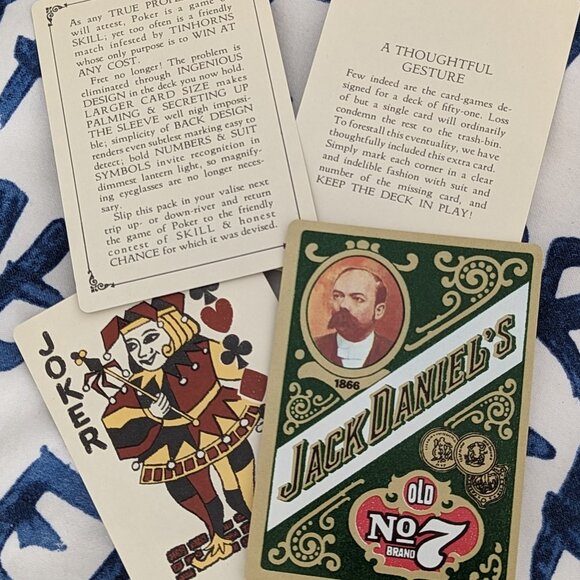 As any TRUE
will attest, Poker is a game of
SKILL; yet too often is a friendly
match infested by TINHORNS
whose only purpose is to WIN AT
ANY COST.
Fret no longer! The problem is
eliminated through INGENIOUS
DESIGN in the deck you now hold.
LARGER CARD SIZE makes
PALMING & SECRETING UP
THE SLEEVE well nigh impossi-
ble; simplicity of BACK DESIGN
renders even subtlest marking easy to
detect; bold NUMBERS & SUIT
SYMBOLS invite recognition in
dimmest lantern light, so magnify-
ing eyeglasses are no longer neces-
sary.
Slip this pack in your valise next
trip up- or down-river and return
the game of Poker to the friendly
contest of SKILL & honest
CHANCE for which it was devised.
A THOUGHTFUL
GESTURE
Few indeed are the card-games de-
signed for a deck of fifty-one. Loss
of but a single card will ordinarily
condemn the rest to the trash-bin.
To forestall this eventuality, we have
thoughtfully included this extra card.
Simply mark each corner in a clear
and indelible fashion with suit and
number of the missing card, and
KEEP THE DECK IN PLAY!
JOKER
1866
JACK DANIEL'S
OLD
No 7
BRAND